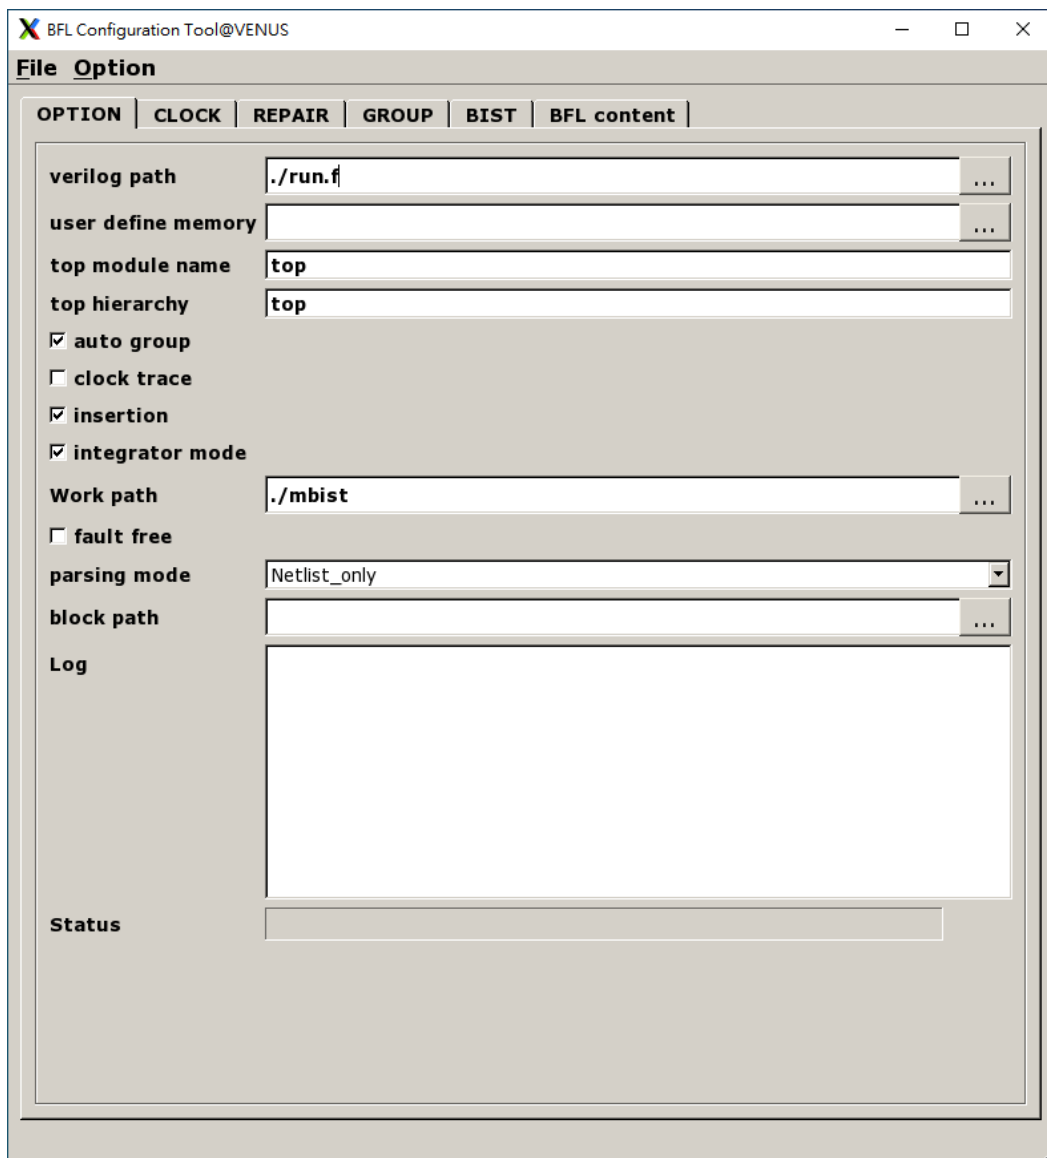 BFL Configuration Tool@VENUS
File Option
OPTION CLOCK REPAIR GROUP BIST BFL content
verilog path ./run.f ...
user define memory ...
top module name top
top hierarchy top
auto group
clock trace
insertion
integrator mode
Work path ./mbist ...
fault free
parsing mode Netlist_only
block path ...
Log
Status